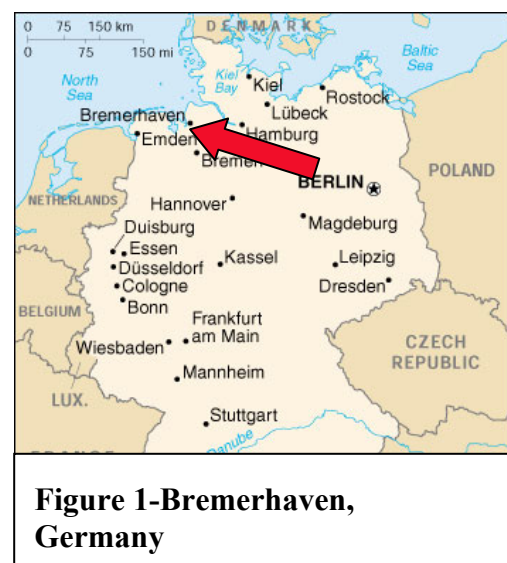 DENMARK
0 75 150 km
0 75 150 mi
North
Sea
Baltic
Sea
Kiel
Bay
Kiel
Rostock
Lübeck
Bremerhaven
Hamburg
Emden
Bremen
BERLIN
POLAND
NETHERLANDS
Hannover
Magdeburg
Duisburg
Essen
Düsseldorf
Kassel
Leipzig
Cologne
Dresden
Bonn
BELGIUM
Frankfurt
am Main
Wiesbaden
CZECH
REPUBLIC
Mannheim
LUX.
Stuttgart
Danube
Figure 1-Bremerhaven,
Germany